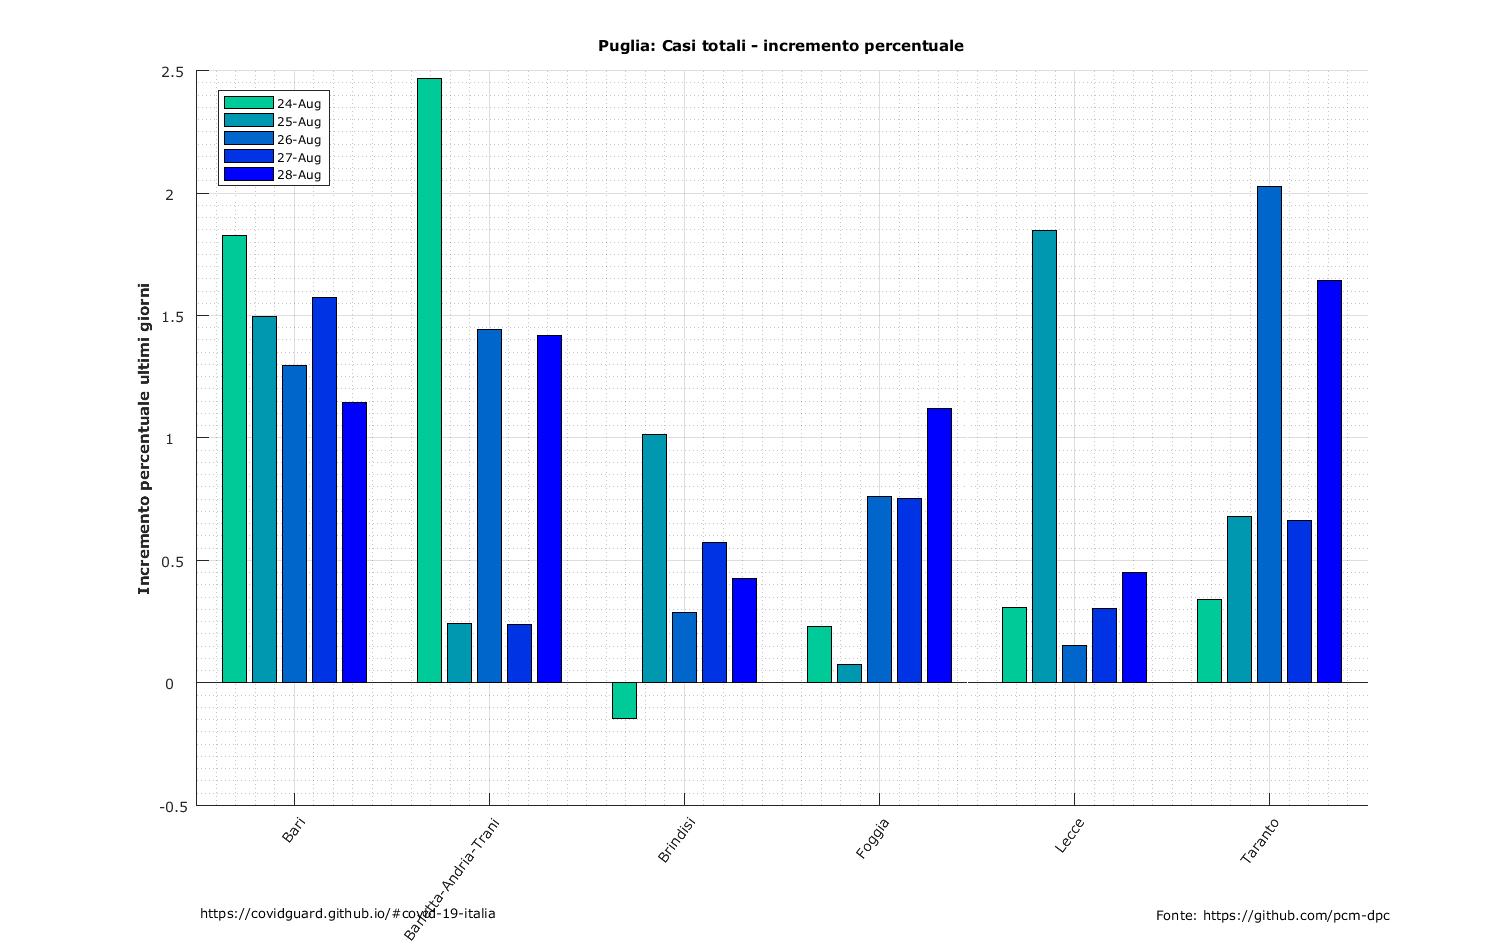 Puglia: Casi totali - incremento percentuale
2.5
2
1.5
1
0.5
0
-0.5
Incremento percentuale ultimi giorni
24-Aug
25-Aug
26-Aug
27-Aug
28-Aug
Bari
Barletta-Andria-Trani
Brindisi
Foggia
Lecce
Taranto
https://covidguard.github.io/#covid-19-italia
Fonte: https://github.com/pcm-dpc